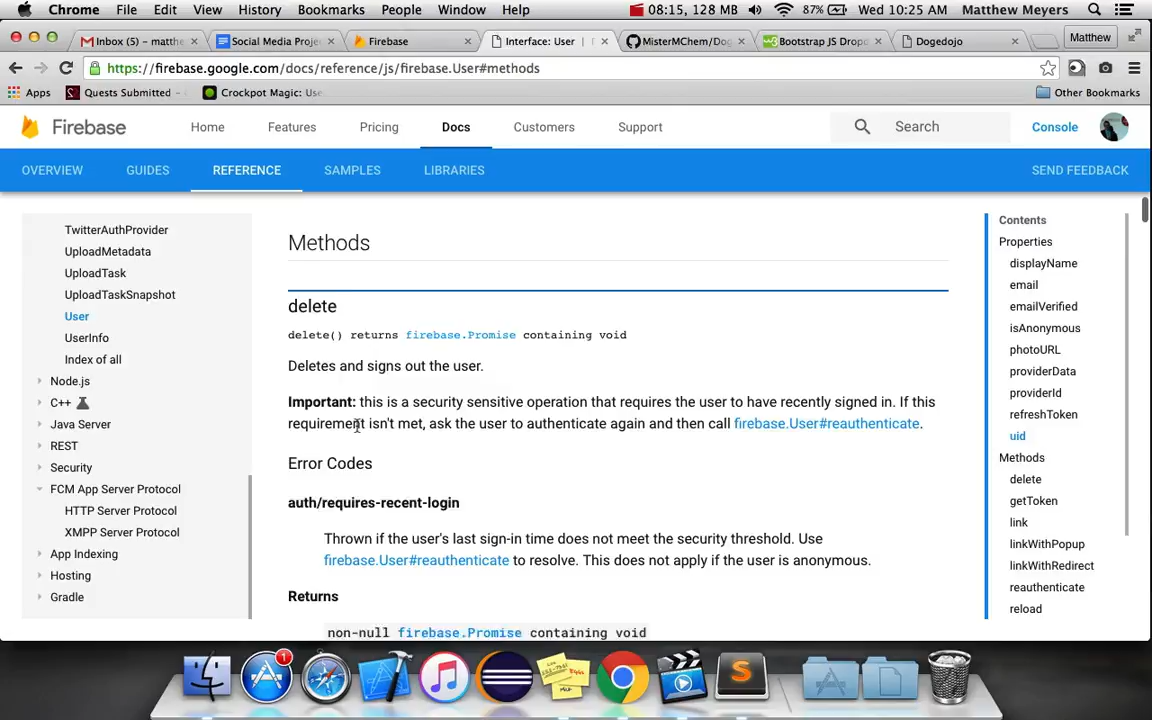 Chrome File Edit View History Bookmarks People Window Help 08:15, 128 MB 87% Wed 10:25 AM Matthew Meyers
Inbox (5) - matthe Social Media Proje Firebase Interface: User | MisterMChem/Dog Bootstrap JS Dropd Dogedojo Matthew
https://firebase.google.com/docs/reference/js/firebase.User#methods
Apps Quests Submitted - Crockpot Magic: Use Other Bookmarks
Firebase Home Features Pricing Docs Customers Support Search Console
OVERVIEW GUIDES REFERENCE SAMPLES LIBRARIES SEND FEEDBACK
TwitterAuthProvider
UploadMetadata
UploadTask
UploadTaskSnapshot
User
UserInfo
Index of all
Node.js
C++
Java Server
REST
Security
FCM App Server Protocol
HTTP Server Protocol
XMPP Server Protocol
App Indexing
Hosting
Gradle
Methods
delete
delete() returns firebase.Promise containing void
Deletes and signs out the user.
Important: this is a security sensitive operation that requires the user to have recently signed in. If this
requirement isn't met, ask the user to authenticate again and then call firebase.User#reauthenticate.
Error Codes
auth/requires-recent-login
Thrown if the user's last sign-in time does not meet the security threshold. Use
firebase.User#reauthenticate to resolve. This does not apply if the user is anonymous.
Returns
non-null firebase.Promise containing void
Contents
Properties
displayName
email
emailVerified
isAnonymous
photoURL
providerData
providerId
refreshToken
uid
Methods
delete
getToken
link
linkWithPopup
linkWithRedirect
reauthenticate
reload
1